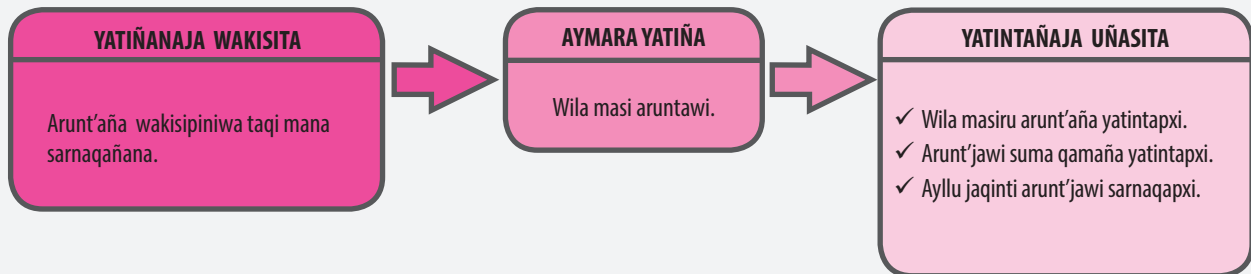 YATIÑANAJA WAKISITA
Arunt’aña wakisipiniwa taqi mana
sarnaqañana.
AYMARA YATIÑA
Wila masi aruntawi.
YATINTAÑAJA UÑASITA
✓ Wila masiru arunt’aña yatintapxi.
✓ Arunt’jawi suma qamaña yatintapxi.
✓ Ayllu jaqinti arunt’jawi sarnaqapxi.